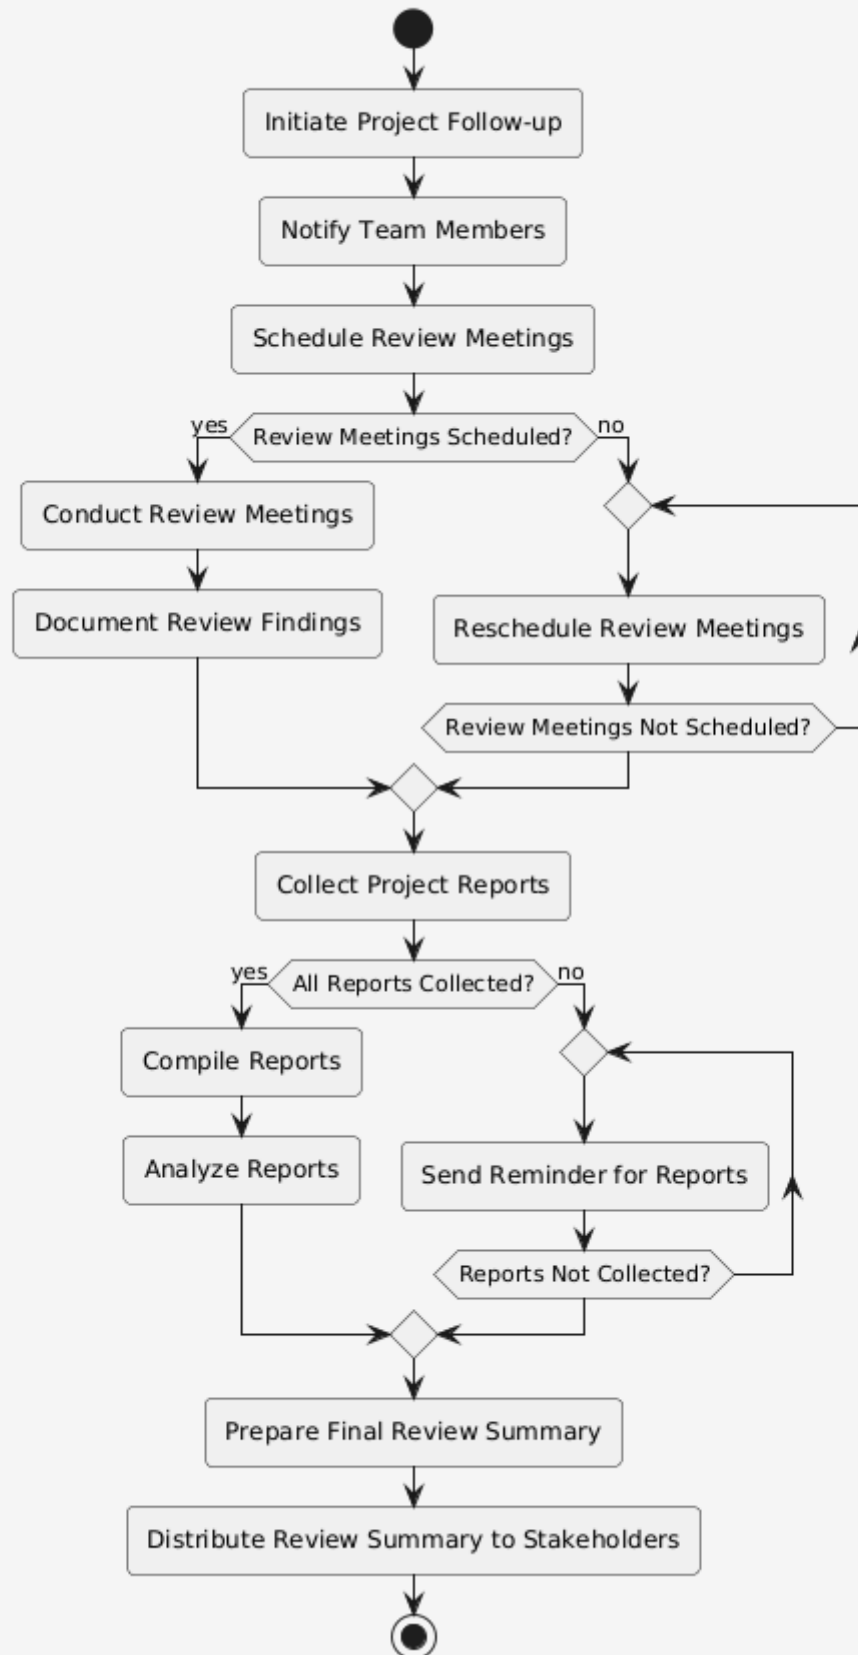 Initiate Project Follow-up
Notify Team Members
Schedule Review Meetings
yes
Review Meetings Scheduled?
no
Conduct Review Meetings
Document Review Findings
Reschedule Review Meetings
Review Meetings Not Scheduled?
Collect Project Reports
yes
All Reports Collected?
no
Compile Reports
Analyze Reports
Send Reminder for Reports
Reports Not Collected?
Prepare Final Review Summary
Distribute Review Summary to Stakeholders